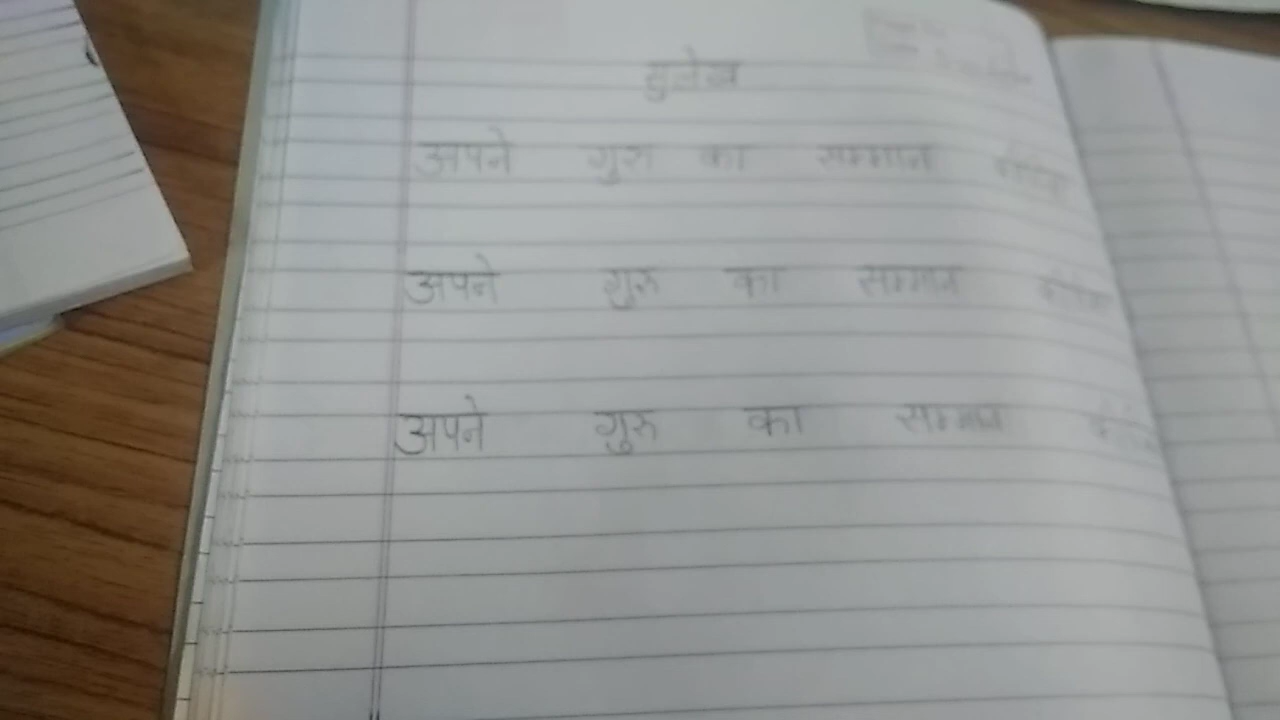 सुलेख
अपने गुरु का सम्मान
अपने गुरु का सम्मान
अपने गुरु का सम्मान